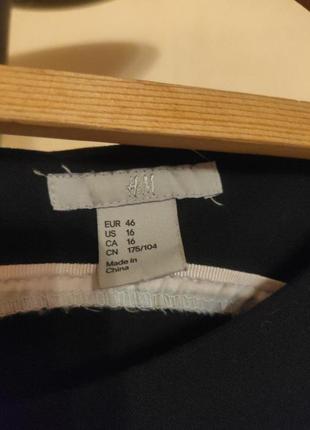 H&M
EUR 46
US 16
CA 16
CN 175/104
Made in
China